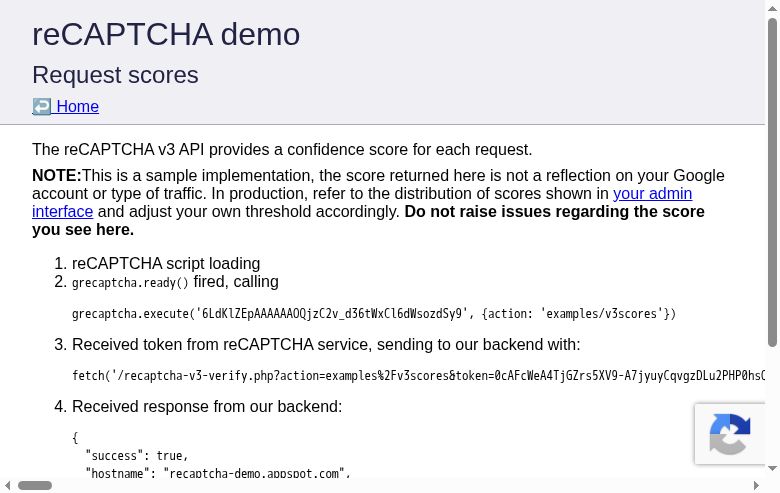 reCAPTCHA demo
Request scores
↩️ Home
The reCAPTCHA v3 API provides a confidence score for each request.
NOTE:This is a sample implementation, the score returned here is not a reflection on your Google
account or type of traffic. In production, refer to the distribution of scores shown in your admin
interface and adjust your own threshold accordingly. Do not raise issues regarding the score
you see here.
1. reCAPTCHA script loading
2. grecaptcha.ready() fired, calling
grecaptcha.execute('6LdKlZEpAAAAAAOQjzC2v_d36tWxCl6dWsozdSy9', {action: 'examples/v3scores'})
3. Received token from reCAPTCHA service, sending to our backend with:
fetch('/recaptcha-v3-verify.php?action=examples%2Fv3scores&token=0cAFcWeA4TjGZrs5XV9-A7jyuyCqvgzDLu2PHP0hsC
4. Received response from our backend:
{
"success": true,
"hostname": "recaptcha-demo.appspot.com",